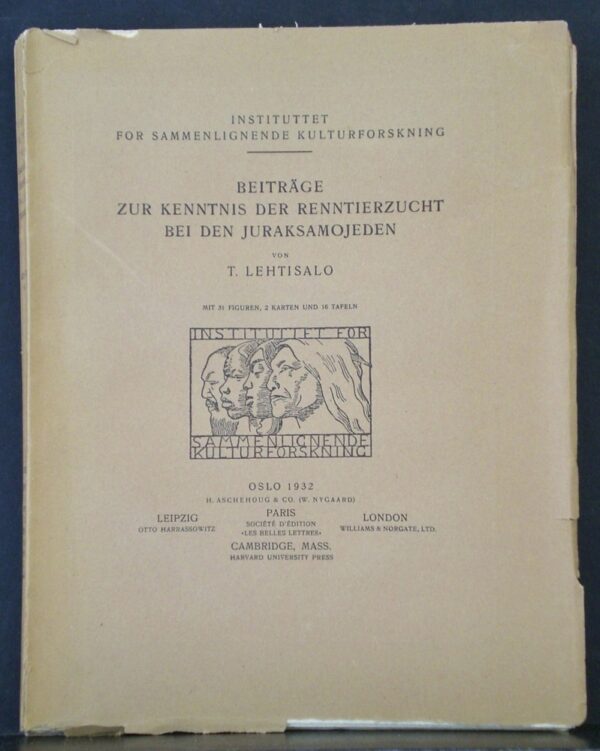 INSTITUTTET
FOR SAMMENLIGNENDE KULTURFORSKNING
BEITRÄGE
ZUR KENNTNIS DER RENNTIERZUCHT
BEI DEN JURAKSAMOJEDEN
VON
T. LEHTISALO
MIT 31 FIGUREN, 2 KARTEN UND 16 TAFELN
INSTITUTTET FOR
SAMMENLIGNENDE
KULTURFORSKNING
OSLO 1932
H. ASCHEHOUG & CO. (W. NYGAARD)
LEIPZIG
OTTO HARRASSOWITZ
PARIS
SOCIÉTÉ D'ÉDITION
«LES BELLES LETTRES»
LONDON
WILLIAMS & NORGATE, LTD.
CAMBRIDGE, MASS.
HARVARD UNIVERSITY PRESS